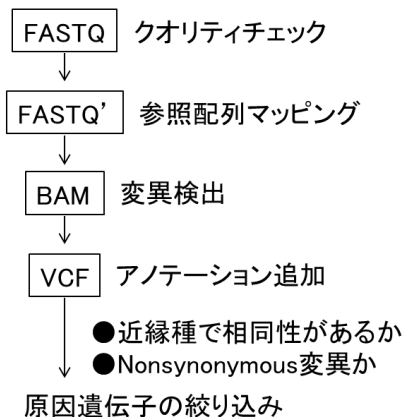 FASTQ クオリティチェック
FASTQ' 参照配列マッピング
BAM 変異検出
VCF アノテーション追加
●近縁種で相同性があるか
●Nonsynonymous変異か
原因遺伝子の絞り込み